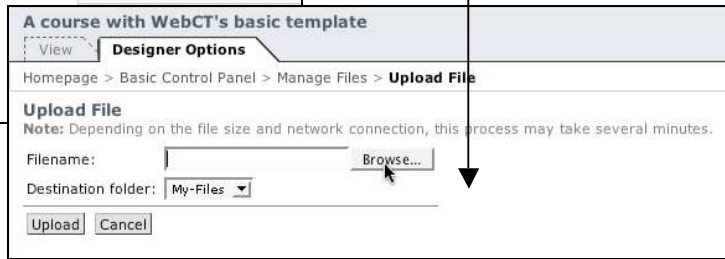 A course with WebCT's basic template
View Designer Options
Homepage > Basic Control Panel > Manage Files > Upload File
Upload File
Note: Depending on the file size and network connection, this process may take several minutes.
Filename: Browse...
Destination folder: My-Files
Upload Cancel